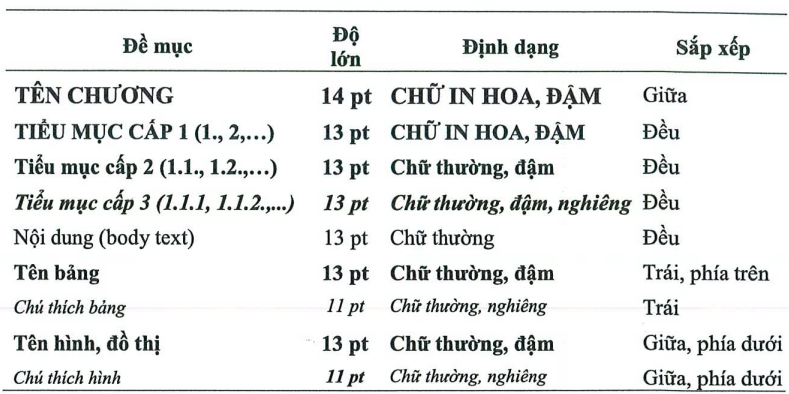 Đề mục Độ lớn Định dạng Sắp xếp
TÊN CHƯƠNG 14 pt CHỮ IN HOA, ĐẬM Giữa
TIỂU MỤC CẤP 1 (1., 2,…) 13 pt CHỮ IN HOA, ĐẬM Đều
Tiểu mục cấp 2 (1.1., 1.2.,…) 13 pt Chữ thường, đậm Đều
Tiểu mục cấp 3 (1.1.1, 1.1.2.,...) 13 pt Chữ thường, đậm, nghiêng Đều
Nội dung (body text) 13 pt Chữ thường Đều
Tên bảng 13 pt Chữ thường, đậm Trái, phía trên
Chú thích bảng 11 pt Chữ thường, nghiêng Trái
Tên hình, đồ thị 13 pt Chữ thường, đậm Giữa, phía dưới
Chú thích hình 11 pt Chữ thường, nghiêng Giữa, phía dưới